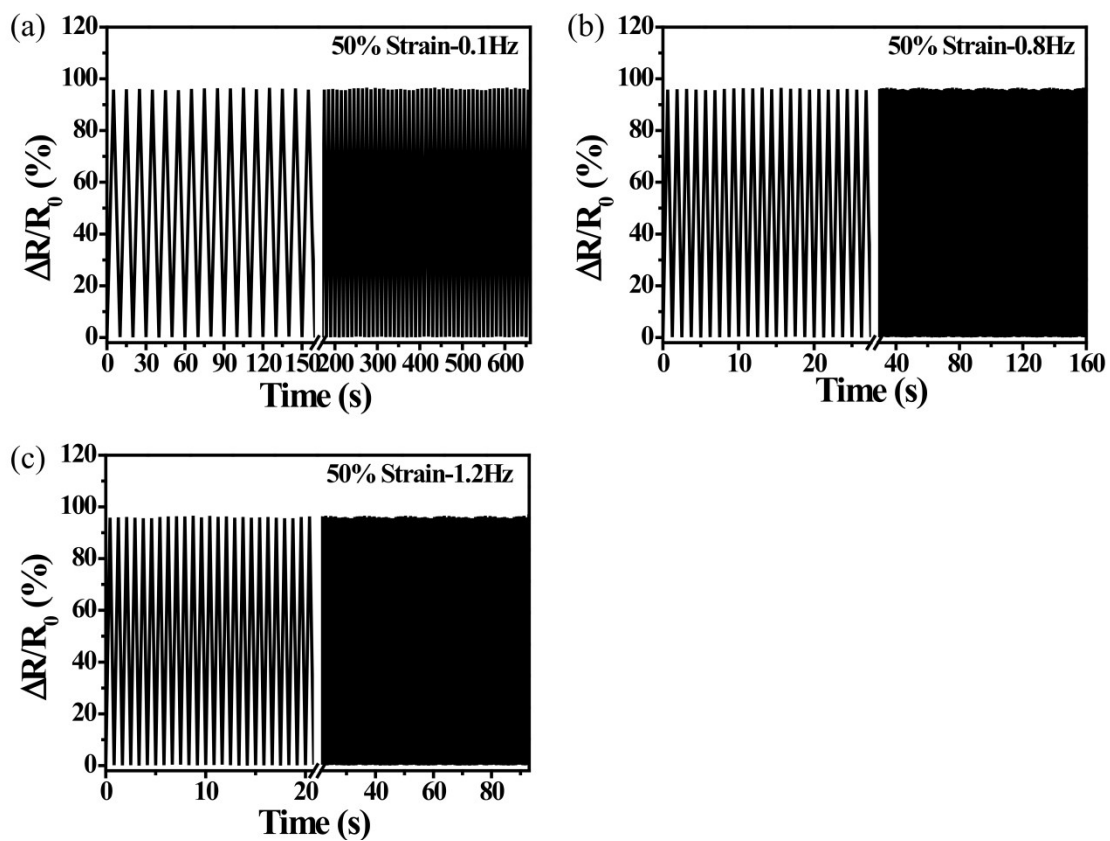 (a)
50% Strain-0.1Hz
120
100
80
60
40
20
0
ΔR/R₀ (%)
0 30 60 90 120 150 200 300 400 500 600
Time (s)
(b)
50% Strain-0.8Hz
120
100
80
60
40
20
0
ΔR/R₀ (%)
0 10 20 40 80 120 160
Time (s)
(c)
50% Strain-1.2Hz
120
100
80
60
40
20
0
ΔR/R₀ (%)
0 10 20 40 60 80
Time (s)